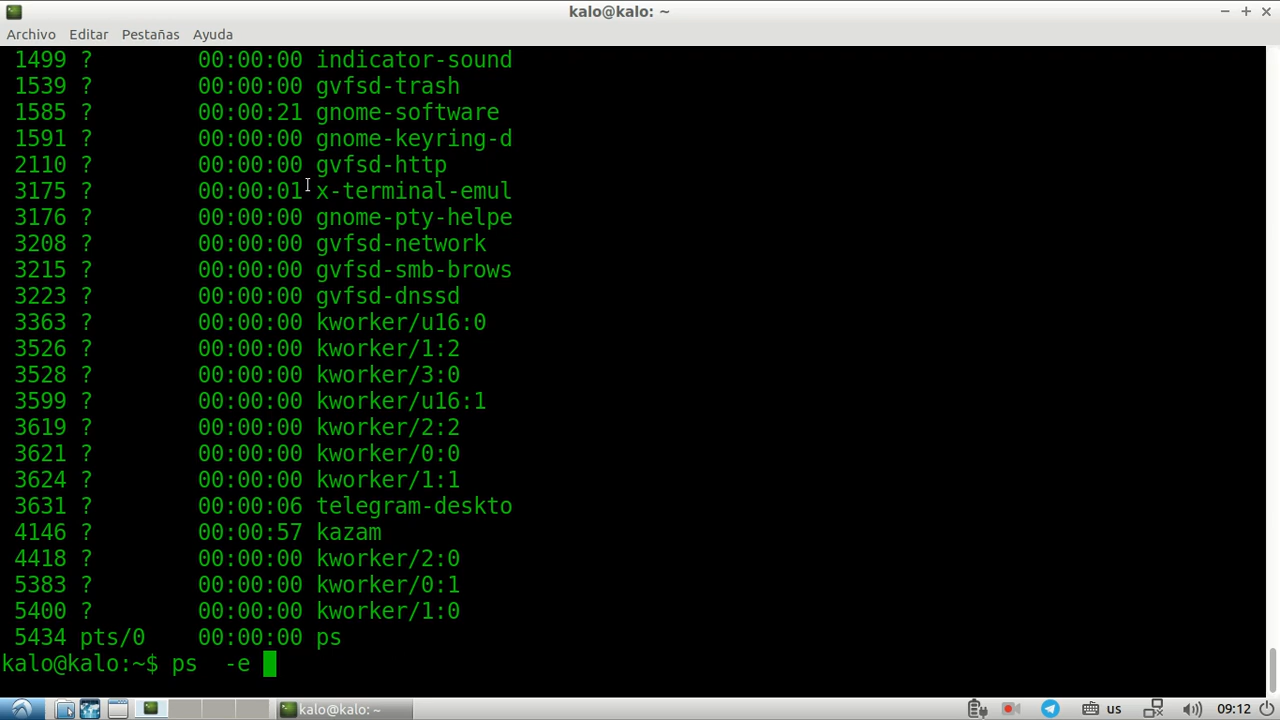 kalo@kalo: ~
Archivo Editar Pestañas Ayuda
1499 ? 00:00:00 indicator-sound
1539 ? 00:00:00 gvfsd-trash
1585 ? 00:00:21 gnome-software
1591 ? 00:00:00 gnome-keyring-d
2110 ? 00:00:00 gvfsd-http
3175 ? 00:00:01 x-terminal-emul
3176 ? 00:00:00 gnome-pty-helpe
3208 ? 00:00:00 gvfsd-network
3215 ? 00:00:00 gvfsd-smb-brows
3223 ? 00:00:00 gvfsd-dnssd
3363 ? 00:00:00 kworker/u16:0
3526 ? 00:00:00 kworker/1:2
3528 ? 00:00:00 kworker/3:0
3599 ? 00:00:00 kworker/u16:1
3619 ? 00:00:00 kworker/2:2
3621 ? 00:00:00 kworker/0:0
3624 ? 00:00:00 kworker/1:1
3631 ? 00:00:06 telegram-deskto
4146 ? 00:00:57 kazam
4418 ? 00:00:00 kworker/2:0
5383 ? 00:00:00 kworker/0:1
5400 ? 00:00:00 kworker/1:0
5434 pts/0 00:00:00 ps
kalo@kalo:~$ ps  -e
kalo@kalo: ~ us 09:12